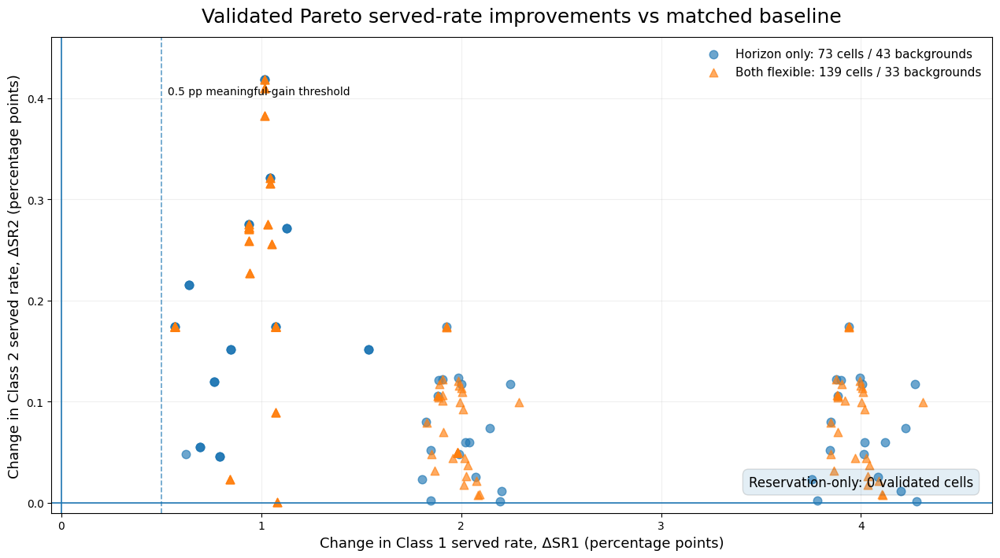 Validated Pareto served-rate improvements vs matched baseline
Horizon only: 73 cells / 43 backgrounds
Both flexible: 139 cells / 33 backgrounds
0.5 pp meaningful-gain threshold
Reservation-only: 0 validated cells
Change in Class 2 served rate, ΔSR2 (percentage points)
0.4
0.3
0.2
0.1
0.0
0
1
2
3
4
Change in Class 1 served rate, ΔSR1 (percentage points)